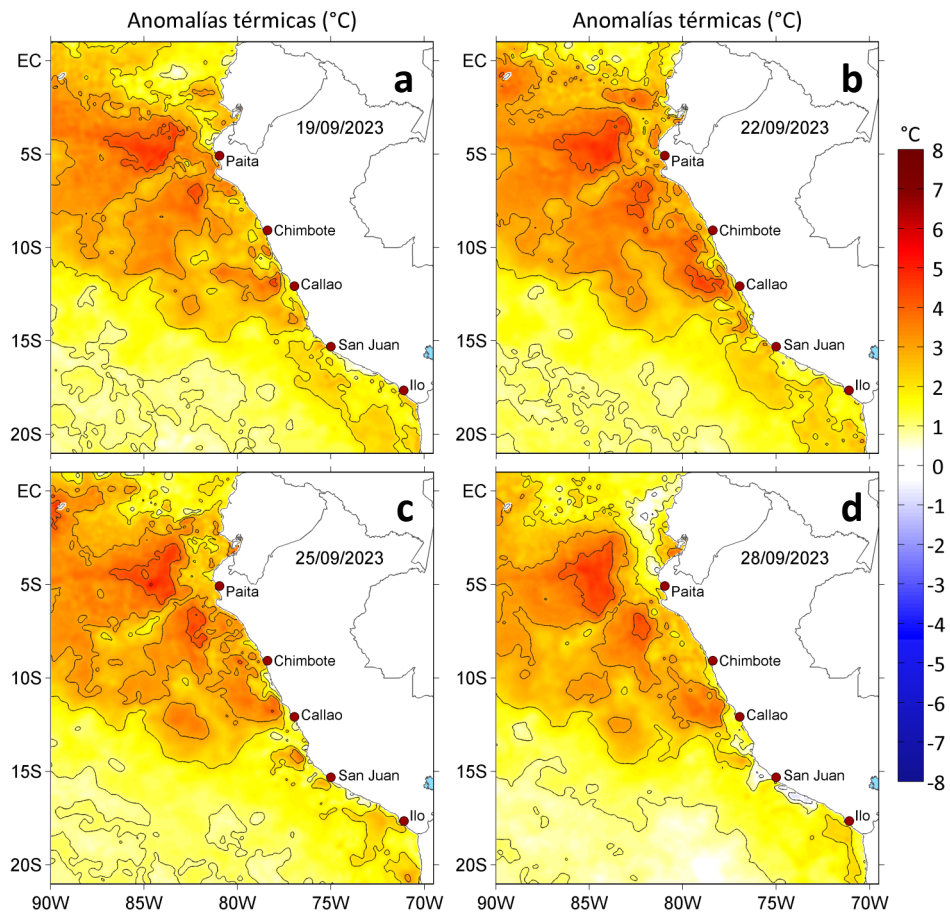 Anomalías térmicas (°C)
Anomalías térmicas (°C)
a
19/09/2023
EC
5S
10S
15S
20S
Paita
Chimbote
Callao
San Juan
Ilo
b
22/09/2023
EC
5S
10S
15S
20S
Paita
Chimbote
Callao
San Juan
Ilo
c
25/09/2023
EC
5S
10S
15S
20S
Paita
Chimbote
Callao
San Juan
Ilo
90W 85W 80W 75W 70W
d
28/09/2023
EC
5S
10S
15S
20S
Paita
Chimbote
Callao
San Juan
Ilo
90W 85W 80W 75W 70W
°C
8
7
6
5
4
3
2
1
0
-1
-2
-3
-4
-5
-6
-7
-8